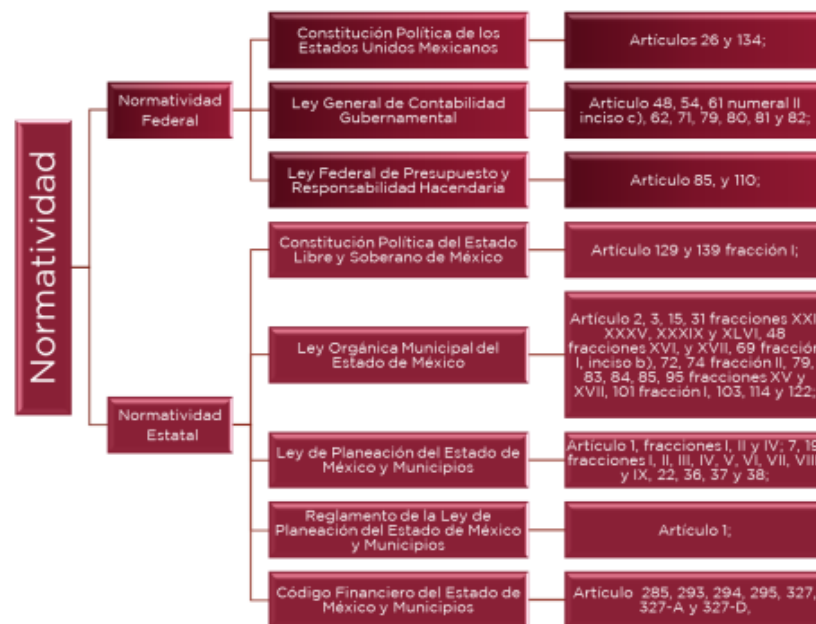 Normatividad
Normatividad
Federal
Constitución Política de los
Estados Unidos Mexicanos
Artículos 26 y 134;
Ley General de Contabilidad
Gubernamental
Artículo 48, 54, 61 numeral II
inciso c), 62, 71, 79, 80, 81 y 82;
Ley Federal de Presupuesto y
Responsabilidad Hacendaria
Artículo 85, y 110;
Normatividad
Estatal
Constitución Política del Estado
Libre y Soberano de México
Artículo 129 y 139 fracción I;
Ley Orgánica Municipal del
Estado de México
Artículo 2, 3, 15, 31 fracciones XXI
XXXV, XXXIX y XLVI, 48
fracciones XVI, y XVII, 69 fracción
I, inciso b), 72, 74 fracción II, 79,
83, 84, 85, 95 fracciones XV y
XVII, 101 fracción I, 103, 114 y 122;
Ley de Planeación del Estado de
México y Municipios
Artículo 1, fracciones I, II y IV; 7, 19
fracciones I, II, III, IV, V, VI, VII, VIII
y IX, 22, 36, 37 y 38;
Reglamento de la Ley de
Planeación del Estado de México
y Municipios
Artículo 1;
Código Financiero del Estado de
México y Municipios
Artículo 285, 293, 294, 295, 327,
327-A y 327-D,